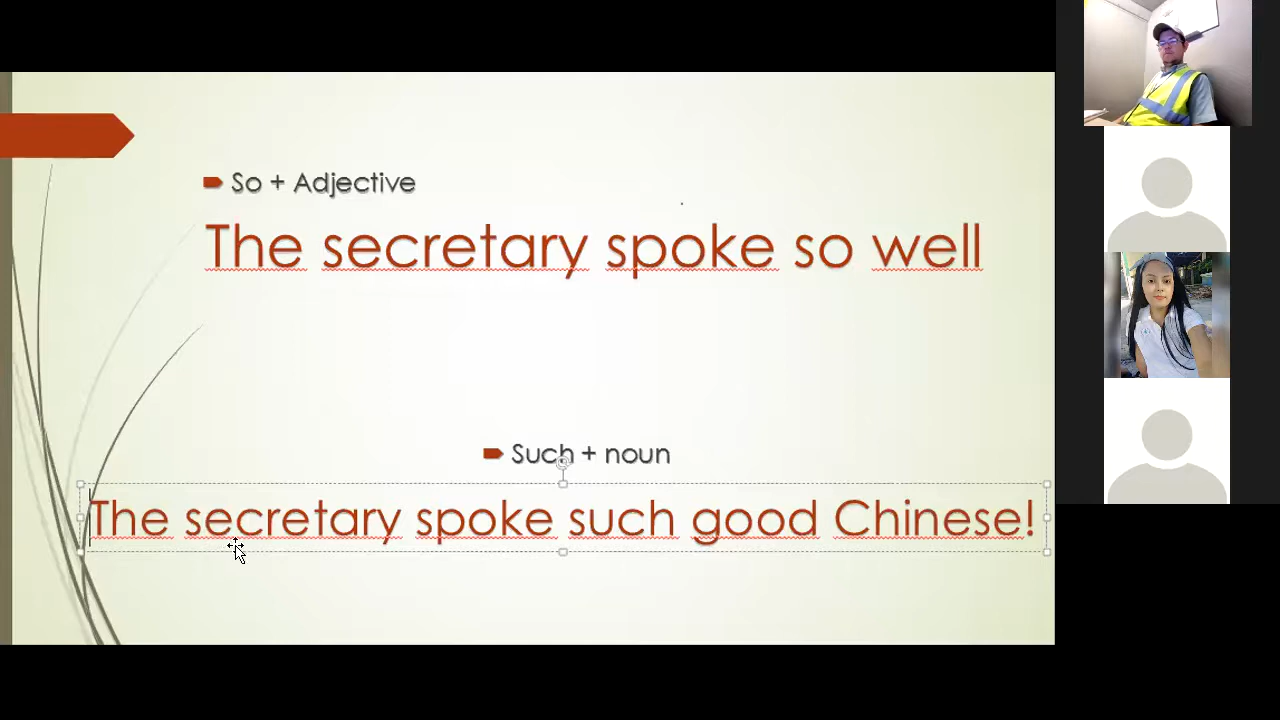 So + Adjective
The secretary spoke so well
Such + noun
The secretary spoke such good Chinese!